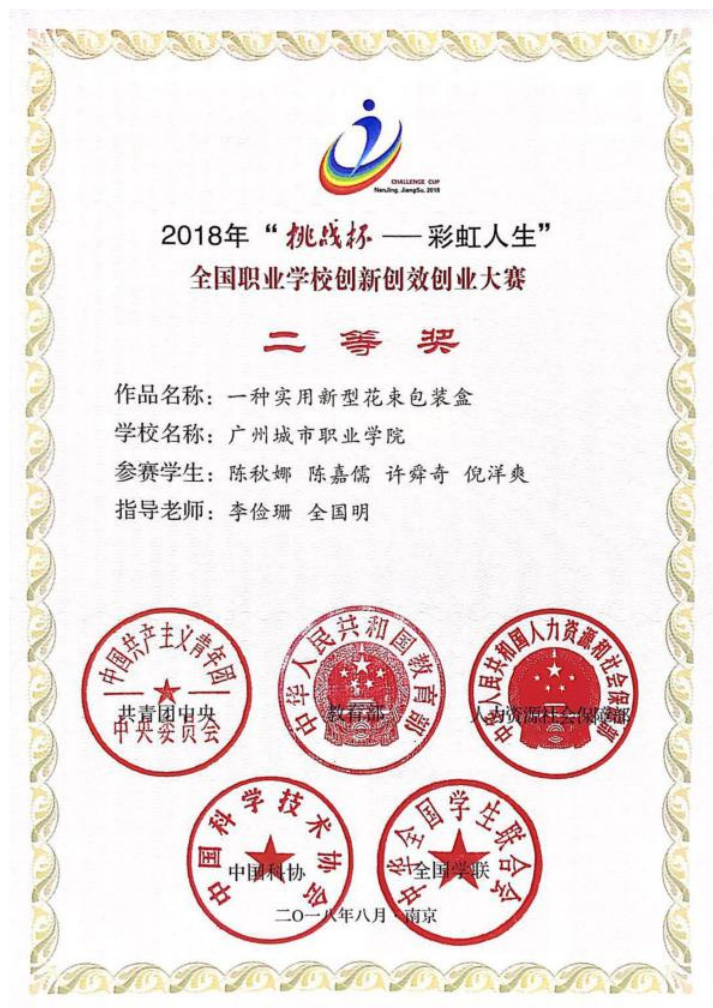 CHALLENGE CUP
NanJing, JiangSu, 2018
2018年“挑战杯——彩虹人生”
全国职业学校创新创效创业大赛
二等奖
作品名称：一种实用新型花束包装盒
学校名称：广州城市职业学院
参赛学生：陈秋娜 陈嘉儒 许舜奇 倪洋爽
指导老师：李俭珊 全国明
中国共产主义青年团
共青团中央
中央委员会
中华人民共和国教育部
教育部
中华人民共和国人力资源和社会保障部
人力资源社会保障部
中国科学技术协会
中国科协
中华全国学生联合会
全国学联
二〇一八年八月·南京